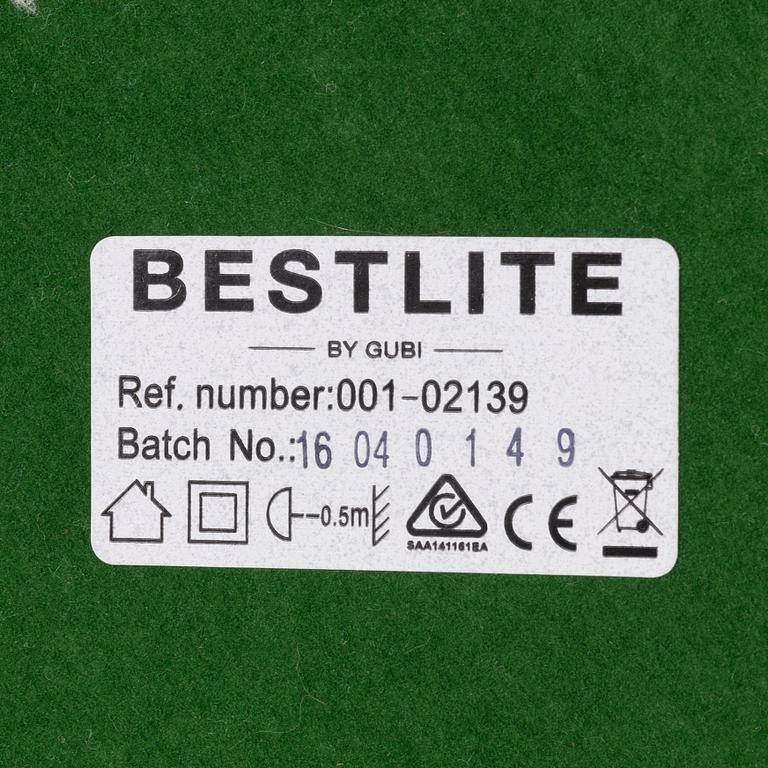 BESTLITE
BY GUBI
Ref. number:001-02139
Batch No.:16 04 0 1 4 9
0.5m
SAA141161EA
CE